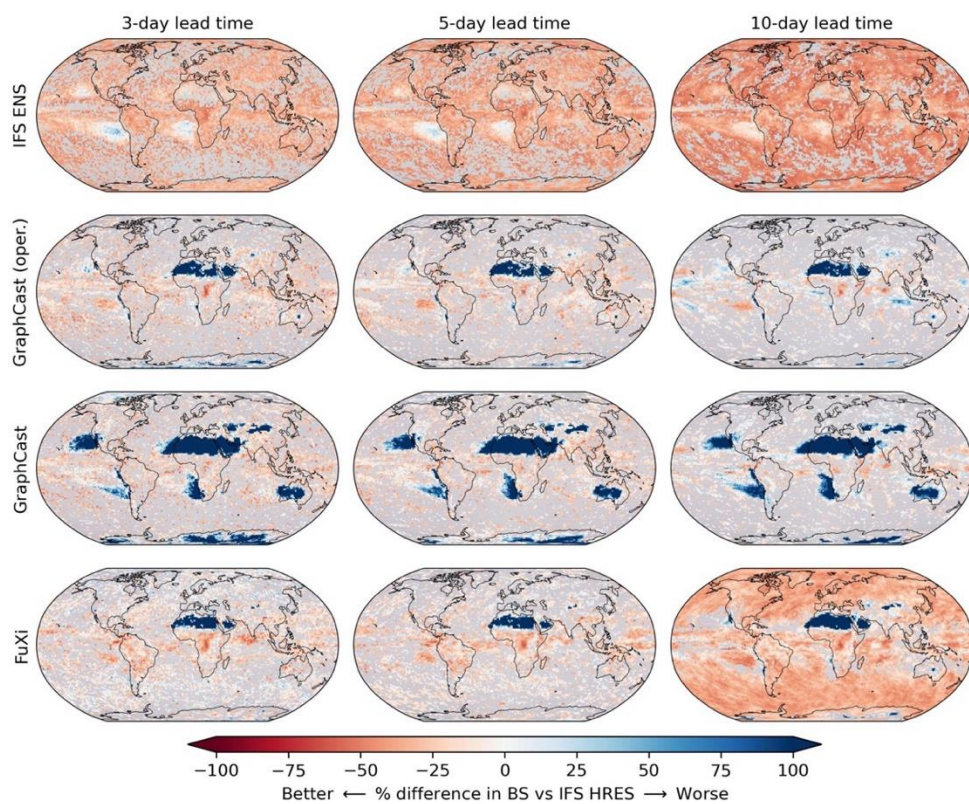 3-day lead time 5-day lead time 10-day lead time
IFS ENS
GraphCast (oper.)
GraphCast
FuXi
−100 −75 −50 −25 0 25 50 75 100
Better ← % difference in BS vs IFS HRES → Worse